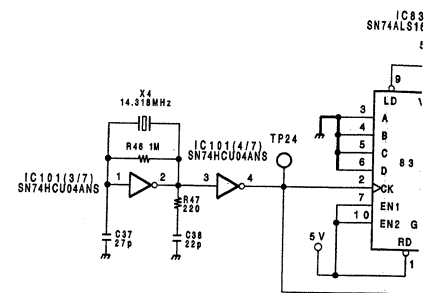 IC83
SN74ALS16
9
LD
X4
14.318MHz
3
A
TP24
4
B
R46 1M
IC101(4/7)
SN74HCU04ANS
5
C
6
D
83
IC101(3/7)
SN74HCU04ANS
1
2
3
4
2
CK
R47
220
7
EN1
10
EN2
G
5V
C37
27p
C38
22p
RD
1